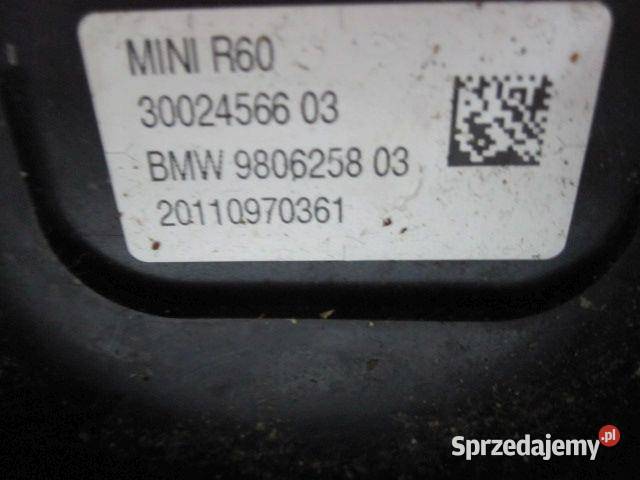 MINI R60
30024566 03
BMW 9806258 03
20110970361
Sprzedajemy.pl